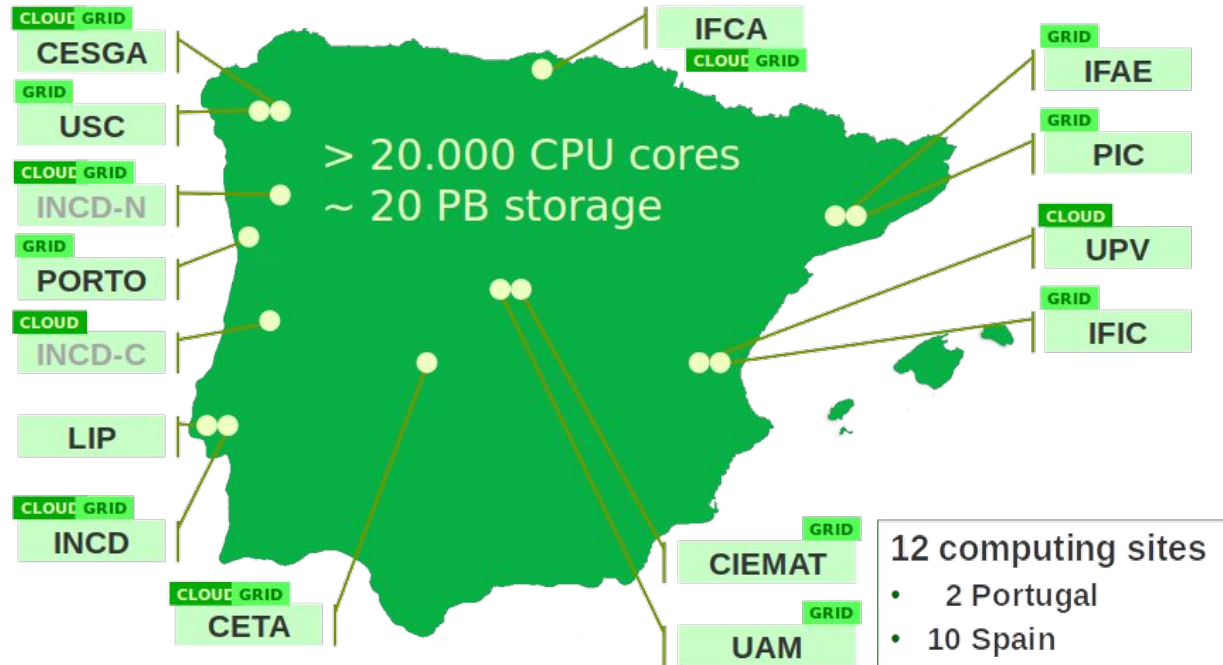 CLOUD GRID
CESGA
GRID
USC
CLOUD GRID
INCD-N
GRID
PORTO
CLOUD
INCD-C
LIP
CLOUD GRID
INCD
CLOUD GRID
CETA
IFCA
CLOUD GRID
> 20.000 CPU cores
~ 20 PB storage
GRID
IFAE
GRID
PIC
CLOUD
UPV
GRID
IFIC
GRID
CIEMAT
GRID
UAM
12 computing sites
• 2 Portugal
• 10 Spain